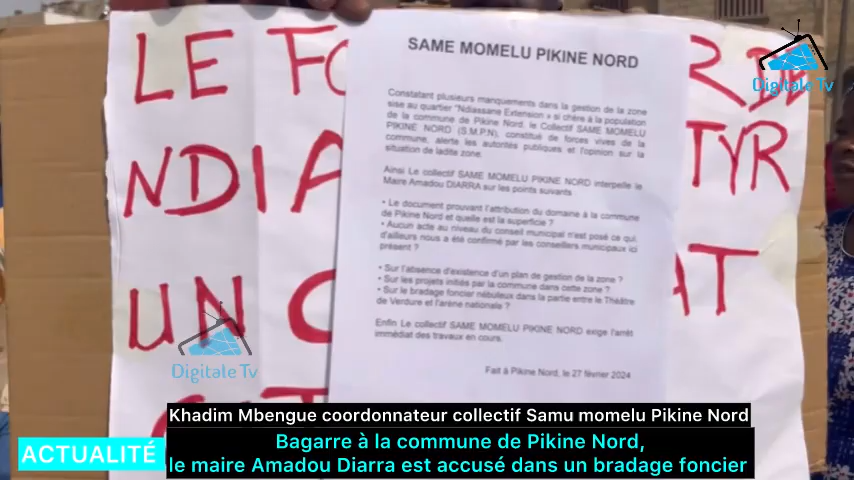 LE FO
R DE
NDIA
TYR
UN C
AT
SAME MOMELU PIKINE NORD
Constatant plusieurs manquements dans la gestion de la zone
sise au quartier "Ndiassane Extension » si chère à la population
de la commune de Pikine Nord, le Collectif SAME MOMELU
PIKINE NORD (S.M.P.N), constitué de forces vives de la
commune, alerte les autorités publiques et l'opinion sur la
situation de ladite zone.
Ainsi Le collectif SAME MOMELU PIKINE NORD interpelle le
Maire Amadou DIARRA sur les points suivants
• Le document prouvant l'attribution du domaine à la commune
de Pikine Nord et quelle est la superficie ?
• Aucun acte au niveau du conseil municipal n'est posé ce qui,
d'ailleurs nous a été confirmé par les conseillers municipaux ici
présent ?
• Sur l'absence d'existence d'un plan de gestion de la zone ?
• Sur les projets initiés par la commune dans cette zone ?
• Sur le bradage foncier nébuleux dans la partie entre le Théâtre
de Verdure et l'arène nationale ?
Enfin Le collectif SAME MOMELU PIKINE NORD exige l'arrêt
immédiat des travaux en cours.
Fait à Pikine Nord, le 27 février 2024
Digitale Tv
Digitale Tv
Khadim Mbengue coordonnateur collectif Samu momelu Pikine Nord
ACTUALITÉ
Bagarre à la commune de Pikine Nord,
le maire Amadou Diarra est accusé dans un bradage foncier